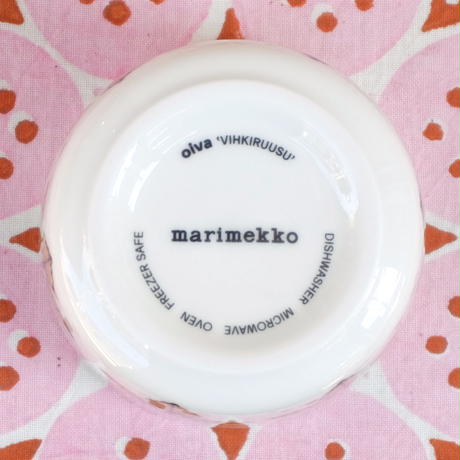 oiva 'VIHKIRUUSU'
marimekko
DISHWASHER MICROWAVE OVEN FREEZER SAFE